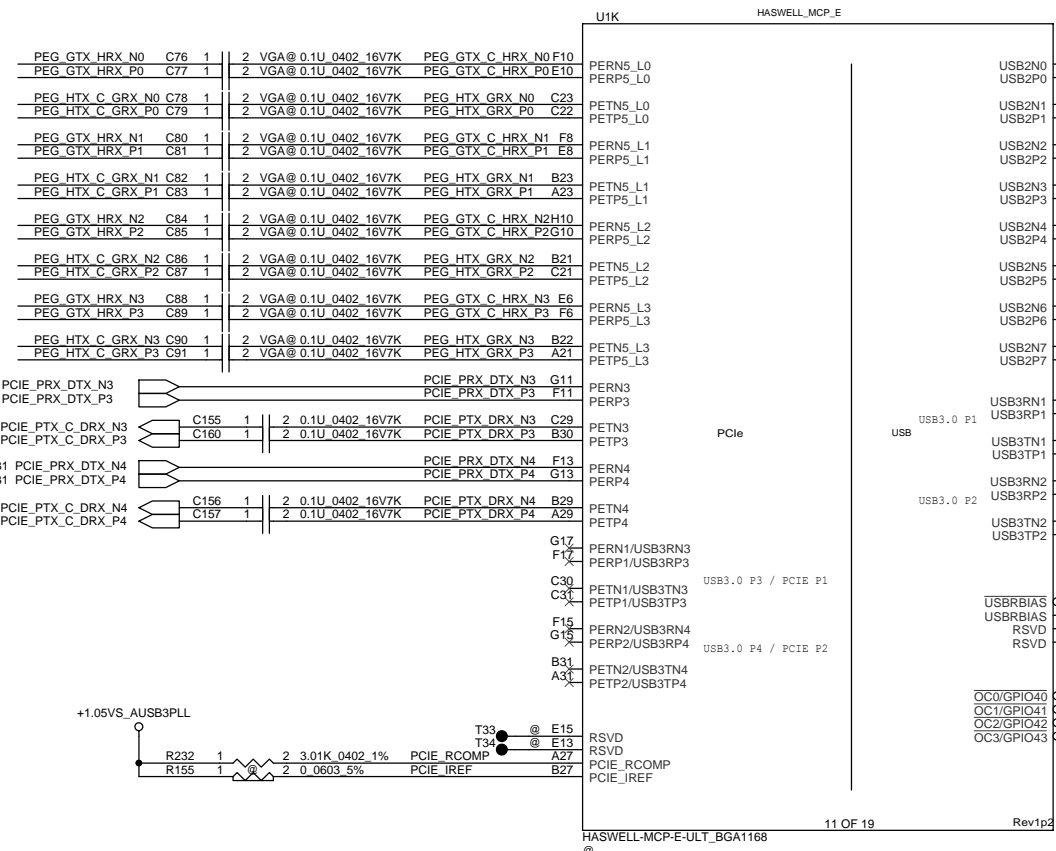 U1K HASWELL_MCP_E
PEG_GTX_HRX_N0 C76 1 2 VGA@ 0.1U_0402_16V7K PEG_GTX_C_HRX_N0 F10 PERN5_L0 USB2N0
PEG_GTX_HRX_P0 C77 1 2 VGA@ 0.1U_0402_16V7K PEG_GTX_C_HRX_P0 E10 PERP5_L0 USB2P0
PEG_HTX_C_GRX_N0 C78 1 2 VGA@ 0.1U_0402_16V7K PEG_HTX_GRX_N0 C23 PETN5_L0 USB2N1
PEG_HTX_C_GRX_P0 C79 1 2 VGA@ 0.1U_0402_16V7K PEG_HTX_GRX_P0 C22 PETP5_L0 USB2P1
PEG_GTX_HRX_N1 C80 1 2 VGA@ 0.1U_0402_16V7K PEG_GTX_C_HRX_N1 F8 PERN5_L1 USB2N2
PEG_GTX_HRX_P1 C81 1 2 VGA@ 0.1U_0402_16V7K PEG_GTX_C_HRX_P1 E8 PERP5_L1 USB2P2
PEG_HTX_C_GRX_N1 C82 1 2 VGA@ 0.1U_0402_16V7K PEG_HTX_GRX_N1 B23 PETN5_L1 USB2N3
PEG_HTX_C_GRX_P1 C83 1 2 VGA@ 0.1U_0402_16V7K PEG_HTX_GRX_P1 A23 PETP5_L1 USB2P3
PEG_GTX_HRX_N2 C84 1 2 VGA@ 0.1U_0402_16V7K PEG_GTX_C_HRX_N2 H10 PERN5_L2 USB2N4
PEG_GTX_HRX_P2 C85 1 2 VGA@ 0.1U_0402_16V7K PEG_GTX_C_HRX_P2 G10 PERP5_L2 USB2P4
PEG_HTX_C_GRX_N2 C86 1 2 VGA@ 0.1U_0402_16V7K PEG_HTX_GRX_N2 B21 PETN5_L2 USB2N5
PEG_HTX_C_GRX_P2 C87 1 2 VGA@ 0.1U_0402_16V7K PEG_HTX_GRX_P2 C21 PETP5_L2 USB2P5
PEG_GTX_HRX_N3 C88 1 2 VGA@ 0.1U_0402_16V7K PEG_GTX_C_HRX_N3 E6 PERN5_L3 USB2N6
PEG_GTX_HRX_P3 C89 1 2 VGA@ 0.1U_0402_16V7K PEG_GTX_C_HRX_P3 F6 PERP5_L3 USB2P6
PEG_HTX_C_GRX_N3 C90 1 2 VGA@ 0.1U_0402_16V7K PEG_HTX_GRX_N3 B22 PETN5_L3 USB2N7
PEG_HTX_C_GRX_P3 C91 1 2 VGA@ 0.1U_0402_16V7K PEG_HTX_GRX_P3 A21 PETP5_L3 USB2P7
PCIE_PRX_DTX_N3 PCIE_PRX_DTX_N3 G11 PERN3
PCIE_PRX_DTX_P3 PCIE_PRX_DTX_P3 F11 PERP3 USB3RN1
USB3.0 P1 USB3RP1
PCIE_PTX_C_DRX_N3 C155 1 2 0.1U_0402_16V7K PCIE_PTX_DRX_N3 C29 PETN3
PCIE_PTX_C_DRX_P3 C160 1 2 0.1U_0402_16V7K PCIE_PTX_DRX_P3 B30 PETP3 PCIe USB USB3TN1
USB3TP1
31 PCIE_PRX_DTX_N4 PCIE_PRX_DTX_N4 F13 PERN4
31 PCIE_PRX_DTX_P4 PCIE_PRX_DTX_P4 G13 PERP4 USB3RN2
USB3.0 P2 USB3RP2
PCIE_PTX_C_DRX_N4 C156 1 2 0.1U_0402_16V7K PCIE_PTX_DRX_N4 B29 PETN4
PCIE_PTX_C_DRX_P4 C157 1 2 0.1U_0402_16V7K PCIE_PTX_DRX_P4 A29 PETP4 USB3TN2
USB3TP2
G17 PERN1/USB3RN3
F17 PERP1/USB3RP3
USB3.0 P3 / PCIE P1
C30 PETN1/USB3TN3
C31 PETP1/USB3TP3 USBRBIAS
USBRBIAS
F15 PERN2/USB3RN4 RSVD
G15 PERP2/USB3RP4 RSVD
USB3.0 P4 / PCIE P2
B31 PETN2/USB3TN4
A31 PETP2/USB3TP4
OC0/GPIO40
+1.05VS_AUSB3PLL OC1/GPIO41
OC2/GPIO42
T33 @ E15 RSVD OC3/GPIO43
T34 @ E13 RSVD
R232 1 2 3.01K_0402_1% PCIE_RCOMP A27 PCIE_RCOMP
R155 1 @ 2 0_0603_5% PCIE_IREF B27 PCIE_IREF
11 OF 19 Rev1p2
HASWELL-MCP-E-ULT_BGA1168
@